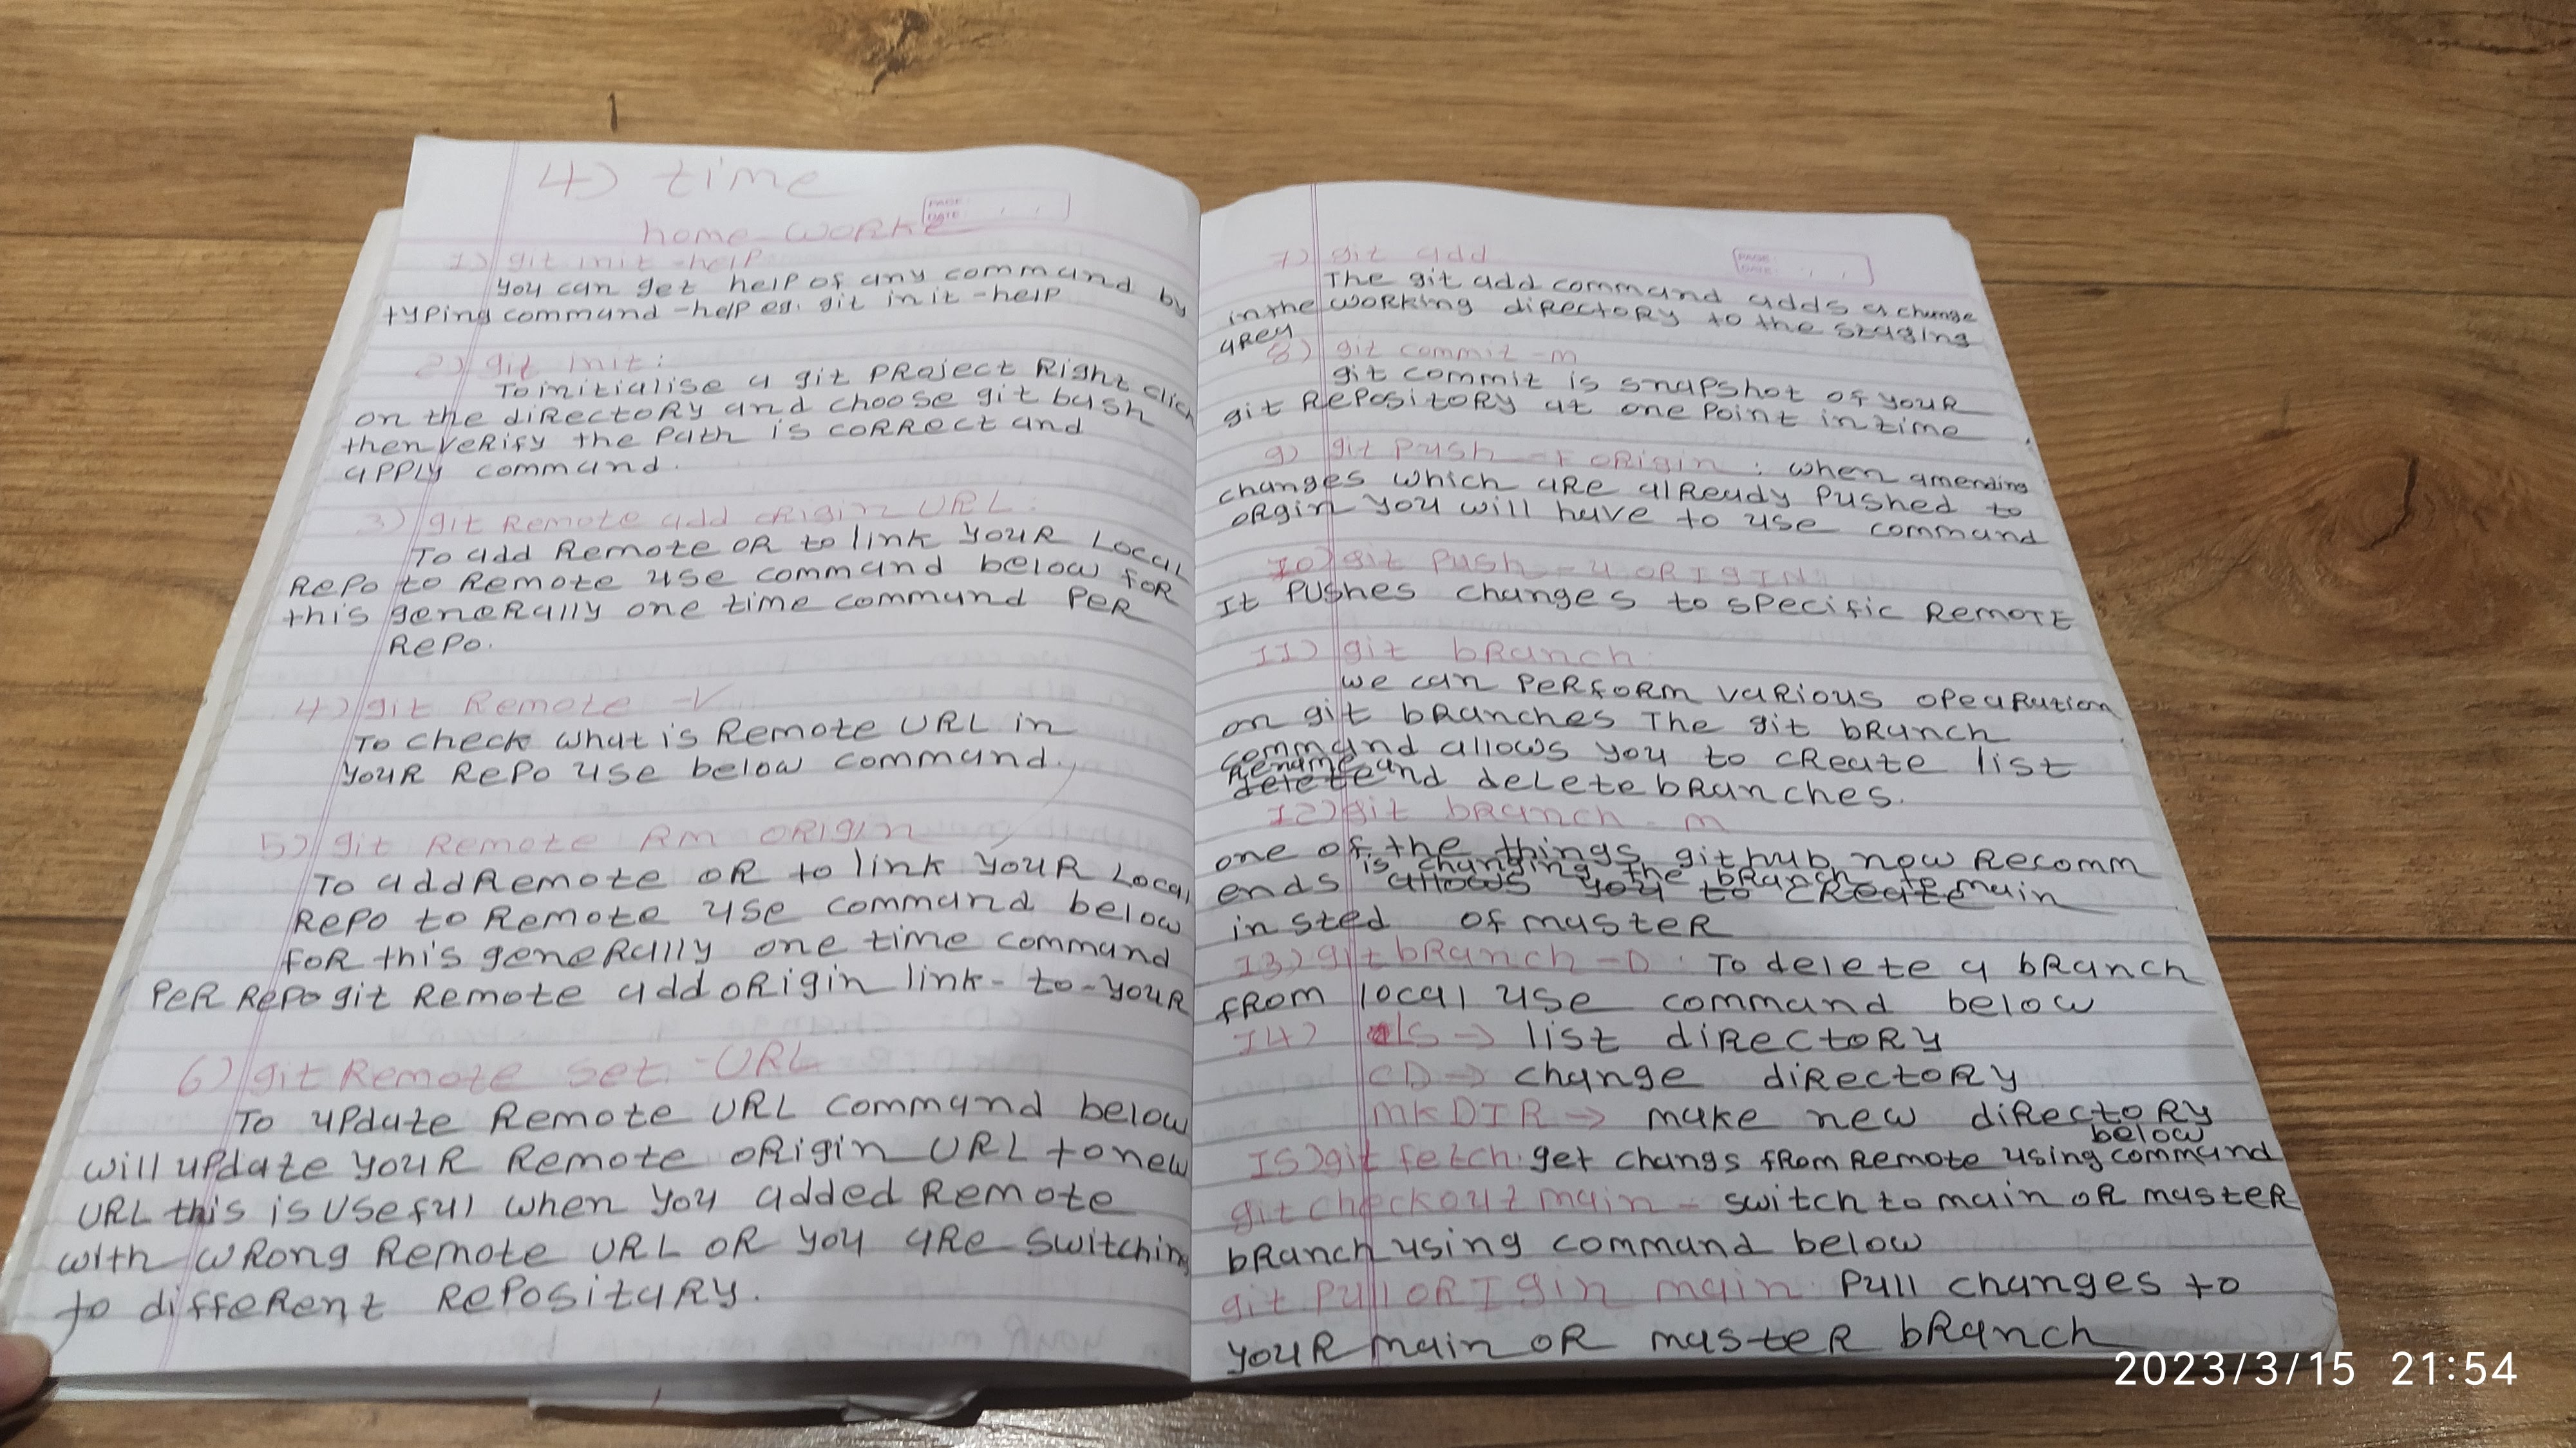 4) time
PAGE
DATE
home worke
1) git init -help
you can get help of any command by
typing command -help eg. git init -help
2) git init:
To initialise a git PRoject Right click
on the diRectoRy and choose git bash
then veRify the Path is coRRect and
apply command.
3) git Remote add oRigin URL:
To add Remote OR to link youR Local
RePo to Remote use command below foR
this geneRally one time command PeR
RePo.
4) git Remote -V
To check what is Remote URL in
youR RePo use below command.
5) git Remote Rm oRigin
To add Remote oR to link youR Local
RePo to Remote use command below
foR this geneRally one time command
PeR RePo git Remote add oRigin link-to-youR
6) git Remote set-URL
To update Remote URL command below
will update youR Remote oRigin URL to new
URL this is useful when you added Remote
with wRong Remote URL oR you aRe switching
to diffeRent RePositaRy.
7) git add
PAGE
DATE
The git add command adds a change
in the woRking diRectoRy to the staging
aRea
8) git commit -m
git commit is snapshot of youR
git RePositoRy at one Point in time
9) git Push -f oRigin : when amending
changes which aRe alReady Pushed to
oRgin you will have to use command
10) git Push -u oRIGIN:
It Pushes changes to specific RemoTE
11) git bRanch
we can PeRfoRm vaRious opeaRation
on git bRanches The git bRanch
command allows you to cReate list
Rename and
delete and deLete bRanches.
12) git bRanch -m
one of the things github now Recomm
is changing the bRanch to main
ends allows you to cReate
in sted of masteR
13) git bRanch -D : To delete a bRanch
fRom local use command below
14) LS → list diRectoRy
CD → change diRectoRy
mkDIR → make new diRectoRy
below
15) git fetch: get changs fRom Remote using command
git checkout main - switch to main oR masteR
bRanch using command below
git Pull oRIgin main: Pull changes to
youR main oR masteR bRanch
2023/3/15 21:54